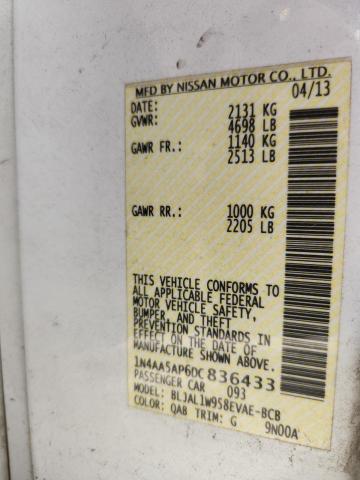 MFD BY NISSAN MOTOR CO., LTD.
DATE: 04/13
GVWR: 2131 KG
4698 LB
GAWR FR.: 1140 KG
2513 LB
GAWR RR.: 1000 KG
2205 LB
THIS VEHICLE CONFORMS TO
ALL APPLICABLE FEDERAL
MOTOR VEHICLE SAFETY,
BUMPER, AND THEFT
PREVENTION STANDARDS IN
EFFECT ON THE DATE OF
MANUFACTURE SHOWN ABOVE.
1N4AA5AP6DC836433
PASSENGER CAR 093
MODEL: BLJAL1W958EVAE-BCB
COLOR: QAB TRIM: G 9N00A